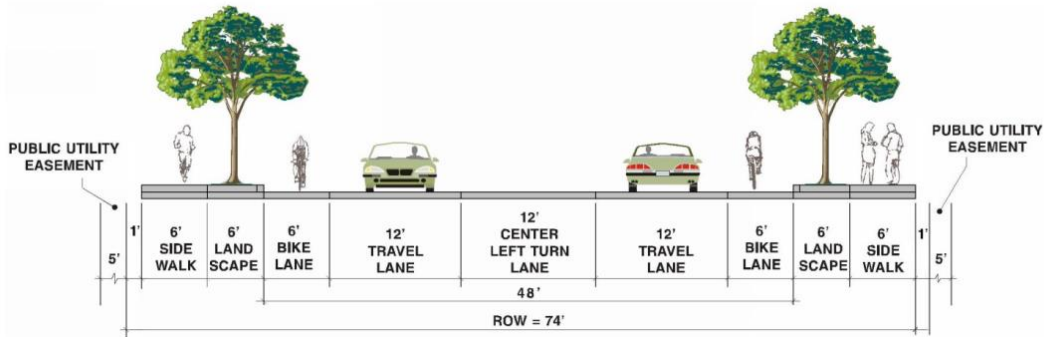 PUBLIC UTILITY
EASEMENT
PUBLIC UTILITY
EASEMENT
5'
1'
6'
SIDE
WALK
6'
LAND
SCAPE
6'
BIKE
LANE
12'
TRAVEL
LANE
12'
CENTER
LEFT TURN
LANE
12'
TRAVEL
LANE
6'
BIKE
LANE
6'
LAND
SCAPE
6'
SIDE
WALK
1'
5'
48'
ROW = 74'